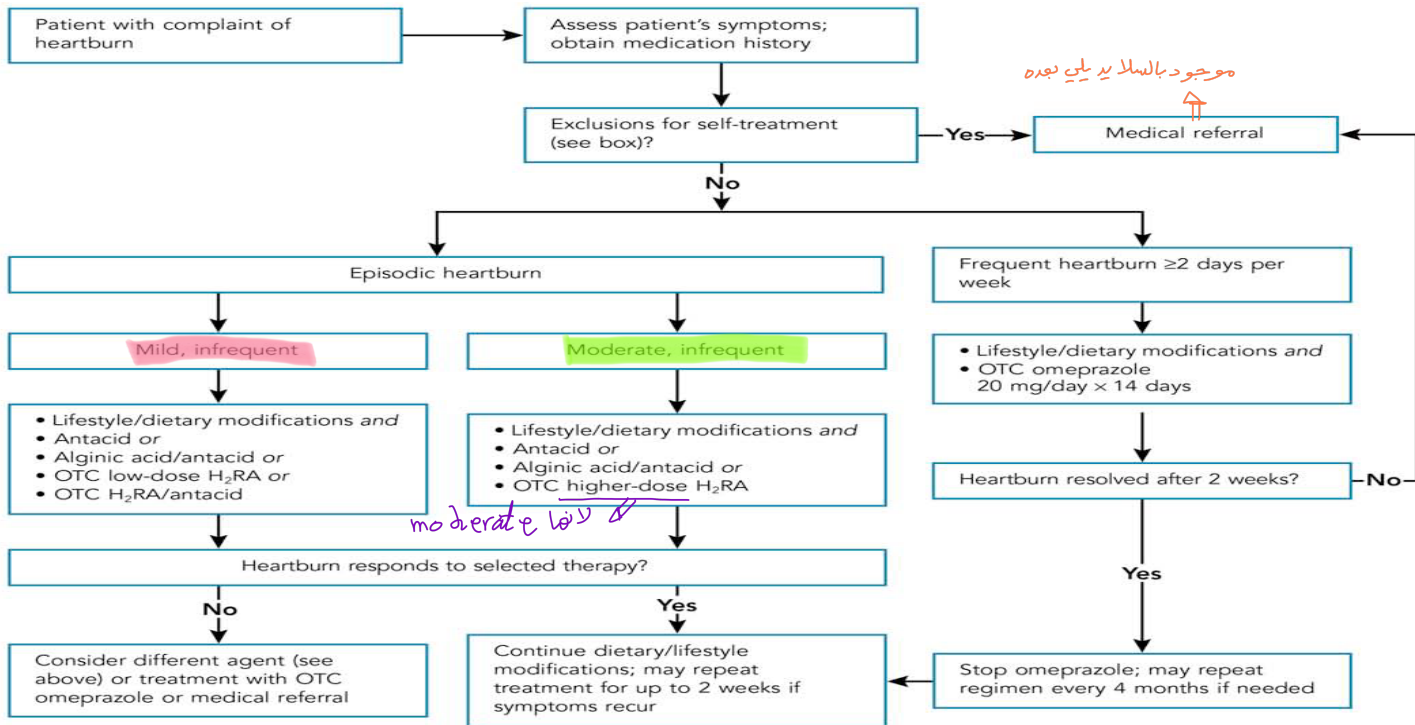 Patient with complaint of
heartburn
Assess patient's symptoms;
obtain medication history
موجود بالسلايد يلي بعده
Exclusions for self-treatment
(see box)?
Yes
Medical referral
No
Episodic heartburn
Frequent heartburn ≥2 days per
week
Mild, infrequent
Moderate, infrequent
• Lifestyle/dietary modifications and
• OTC omeprazole
20 mg/day × 14 days
• Lifestyle/dietary modifications and
• Antacid or
• Alginic acid/antacid or
• OTC low-dose H₂RA or
• OTC H₂RA/antacid
• Lifestyle/dietary modifications and
• Antacid or
• Alginic acid/antacid or
• OTC higher-dose H₂RA
لانها moderate
Heartburn resolved after 2 weeks?
No
Heartburn responds to selected therapy?
Yes
No
Yes
Consider different agent (see
above) or treatment with OTC
omeprazole or medical referral
Continue dietary/lifestyle
modifications; may repeat
treatment for up to 2 weeks if
symptoms recur
Stop omeprazole; may repeat
regimen every 4 months if needed